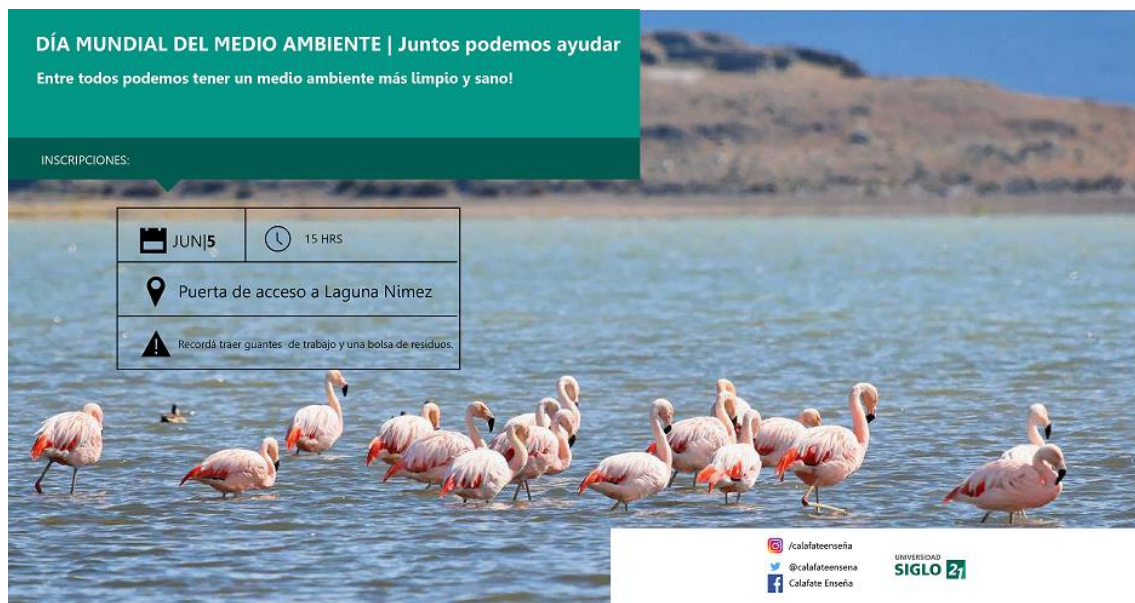 DÍA MUNDIAL DEL MEDIO AMBIENTE | Juntos podemos ayudar
Entre todos podemos tener un medio ambiente más limpio y sano!
INSCRIPCIONES:
JUN|5
15 HRS
Puerta de acceso a Laguna Nimez
Recordá traer guantes de trabajo y una bolsa de residuos.
/calafateenseña
@calafateensena
Calafate Enseña
UNIVERSIDAD
SIGLO 21